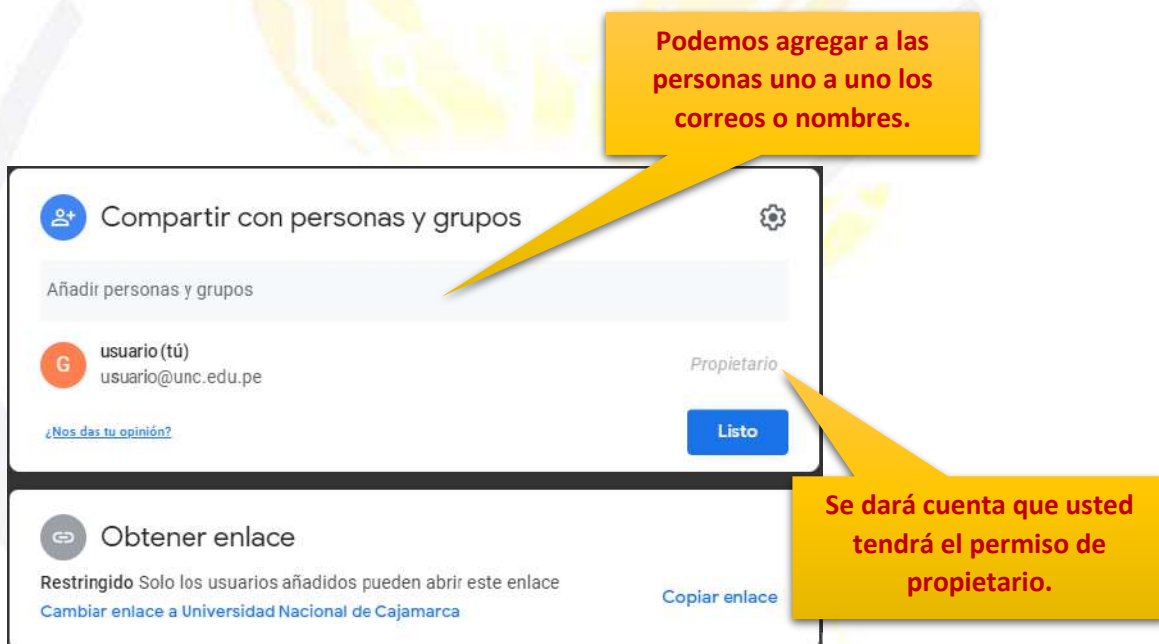 Podemos agregar a las
personas uno a uno los
correos o nombres.
Compartir con personas y grupos
Añadir personas y grupos
G
usuario (tú)
usuario@unc.edu.pe
Propietario
¿Nos das tu opinión?
Listo
Se dará cuenta que usted
tendrá el permiso de
propietario.
Obtener enlace
Restringido Solo los usuarios añadidos pueden abrir este enlace
Cambiar enlace a Universidad Nacional de Cajamarca
Copiar enlace